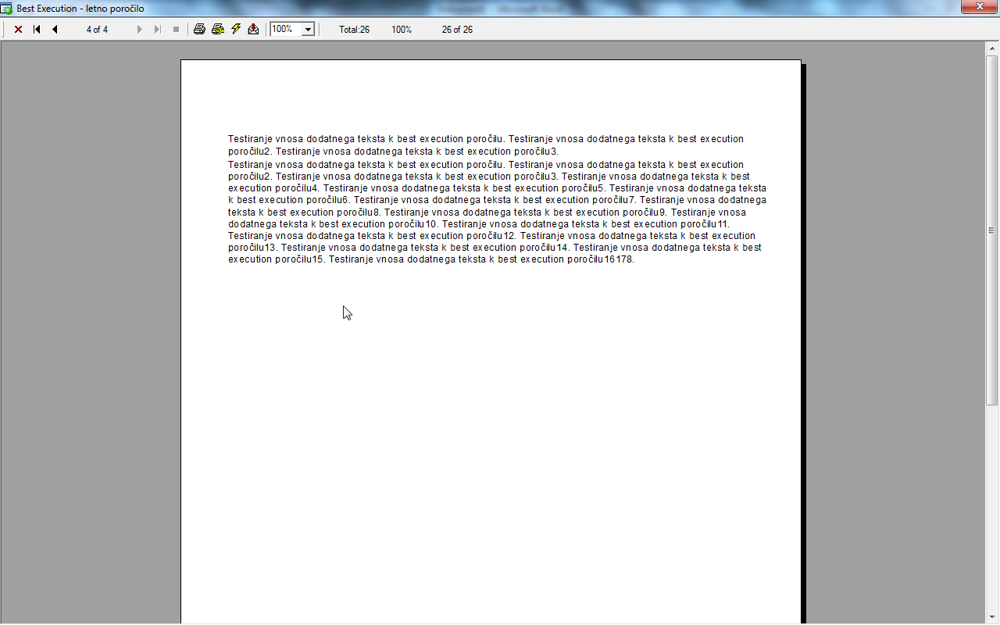 Best Execution - letno poročilo
4 of 4
100%
Total:26
100%
26 of 26
Testiranje vnosa dodatnega teksta k best execution poročilu. Testiranje vnosa dodatnega teksta k best execution
poročilu2. Testiranje vnosa dodatnega teksta k best execution poročilu3.
Testiranje vnosa dodatnega teksta k best execution poročilu. Testiranje vnosa dodatnega teksta k best execution
poročilu2. Testiranje vnosa dodatnega teksta k best execution poročilu3. Testiranje vnosa dodatnega teksta k best
execution poročilu4. Testiranje vnosa dodatnega teksta k best execution poročilu5. Testiranje vnosa dodatnega teksta
k best execution poročilu6. Testiranje vnosa dodatnega teksta k best execution poročilu7. Testiranje vnosa dodatnega
teksta k best execution poročilu8. Testiranje vnosa dodatnega teksta k best execution poročilu9. Testiranje vnosa
dodatnega teksta k best execution poročilu10. Testiranje vnosa dodatnega teksta k best execution poročilu11.
Testiranje vnosa dodatnega teksta k best execution poročilu12. Testiranje vnosa dodatnega teksta k best execution
poročilu13. Testiranje vnosa dodatnega teksta k best execution poročilu14. Testiranje vnosa dodatnega teksta k best
execution poročilu15. Testiranje vnosa dodatnega teksta k best execution poročilu16178.